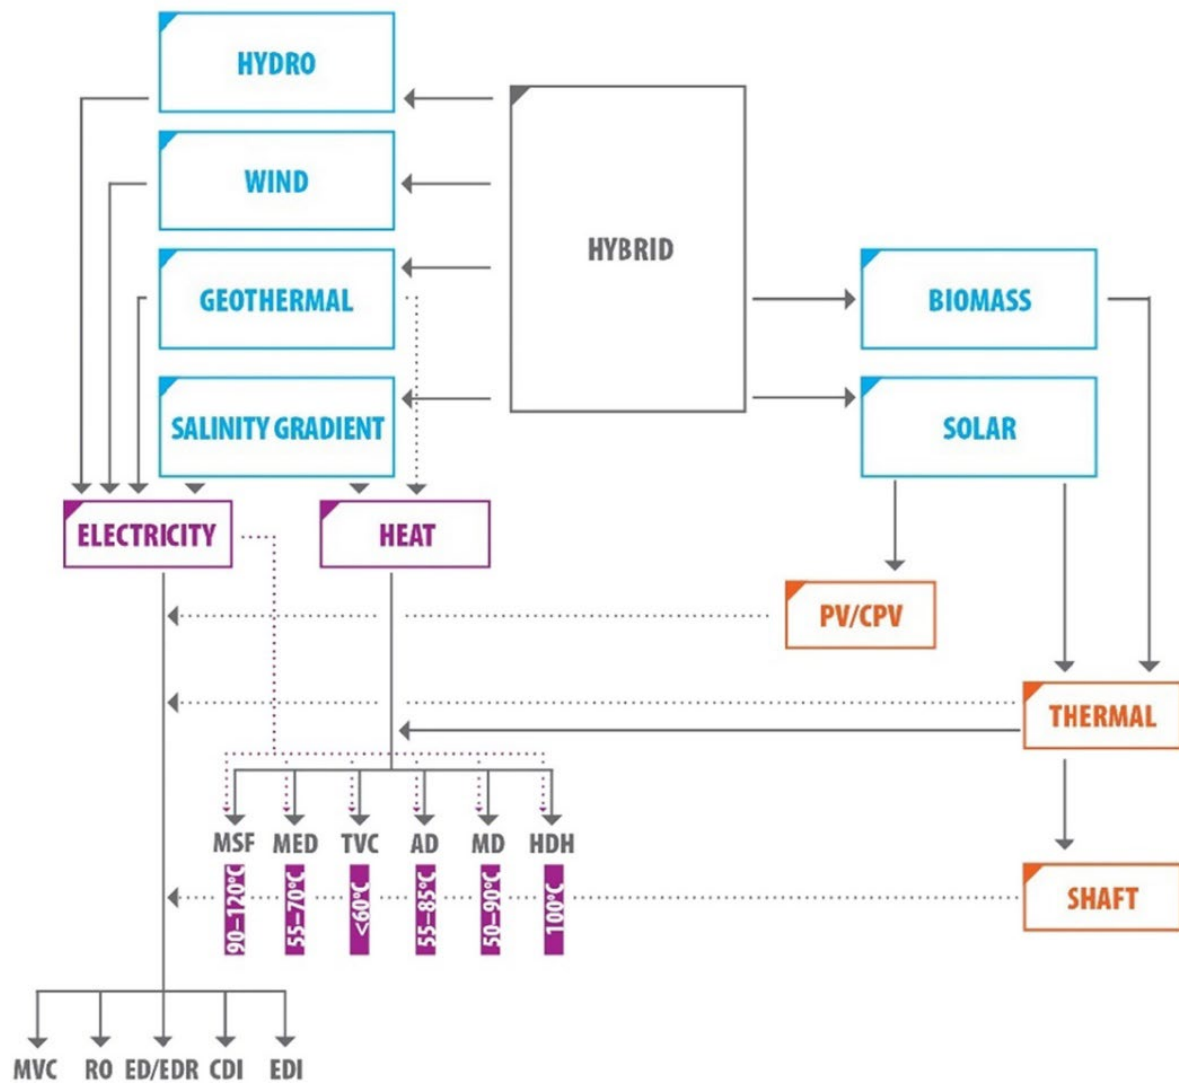 HYDRO
WIND
HYBRID
GEOTHERMAL
BIOMASS
SALINITY GRADIENT
SOLAR
ELECTRICITY
HEAT
PV/CPV
THERMAL
MSF
MED
TVC
AD
MD
HDH
90–120°C
55–70°C
<60°C
55–85°C
50–90°C
100°C
SHAFT
MVC
RO
ED/EDR
CDI
EDI